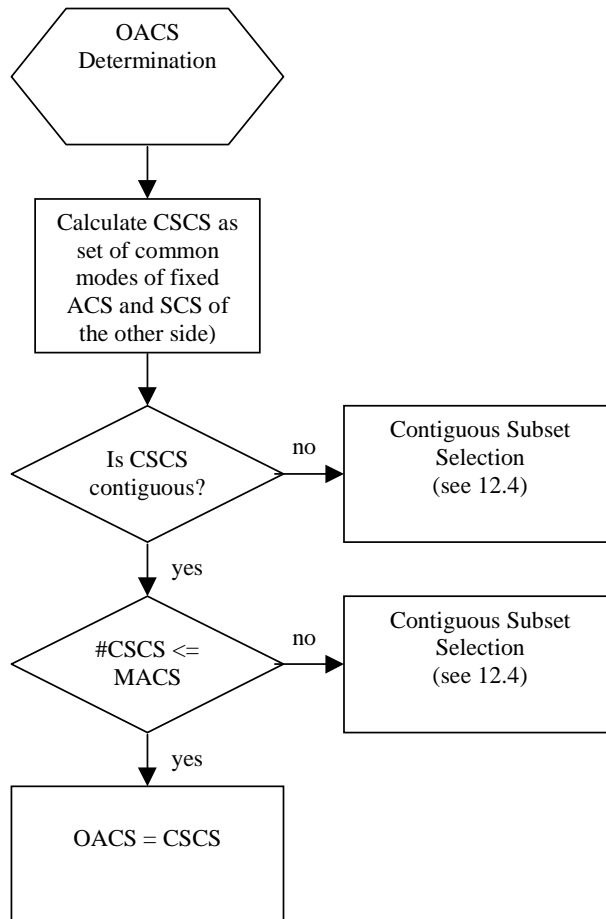 OACS
Determination
Calculate CSCS as
set of common
modes of fixed
ACS and SCS of
the other side)
Is CSCS
contiguous?
no
Contiguous Subset
Selection
(see 12.4)
yes
#CSCS <=
MACS
no
Contiguous Subset
Selection
(see 12.4)
yes
OACS = CSCS